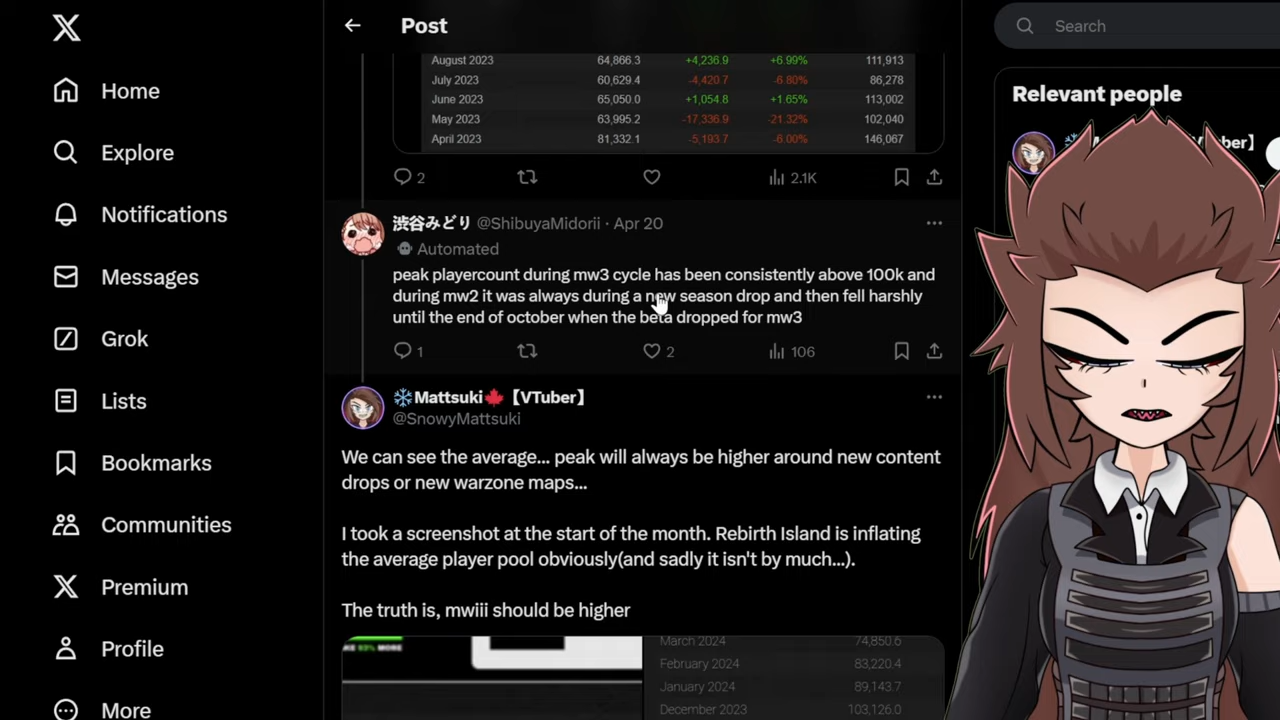 Home
Explore
Notifications
Messages
Grok
Lists
Bookmarks
Communities
Premium
Profile
More
Post
August 2023 64,866.3 +4,236.9 +6.99% 111,913
July 2023 60,629.4 -4,420.7 -6.80% 86,278
June 2023 65,050.0 +1,054.8 +1.65% 113,002
May 2023 63,995.2 -17,336.9 -21.32% 102,040
April 2023 81,332.1 -5,193.7 -6.00% 146,067
2 2.1K
渋谷みどり @ShibuyaMidorii · Apr 20
Automated
peak playercount during mw3 cycle has been consistently above 100k and
during mw2 it was always during a new season drop and then fell harshly
until the end of october when the beta dropped for mw3
1 2 106
❄️Mattsuki🍁【VTuber】
@SnowyMattsuki
We can see the average... peak will always be higher around new content
drops or new warzone maps...
I took a screenshot at the start of the month. Rebirth Island is inflating
the average player pool obviously(and sadly it isn't by much...).
The truth is, mwiii should be higher
93% MORE
March 2024 74,850.6
February 2024 83,220.4
January 2024 89,143.7
December 2023 103,126.0
Search
Relevant people